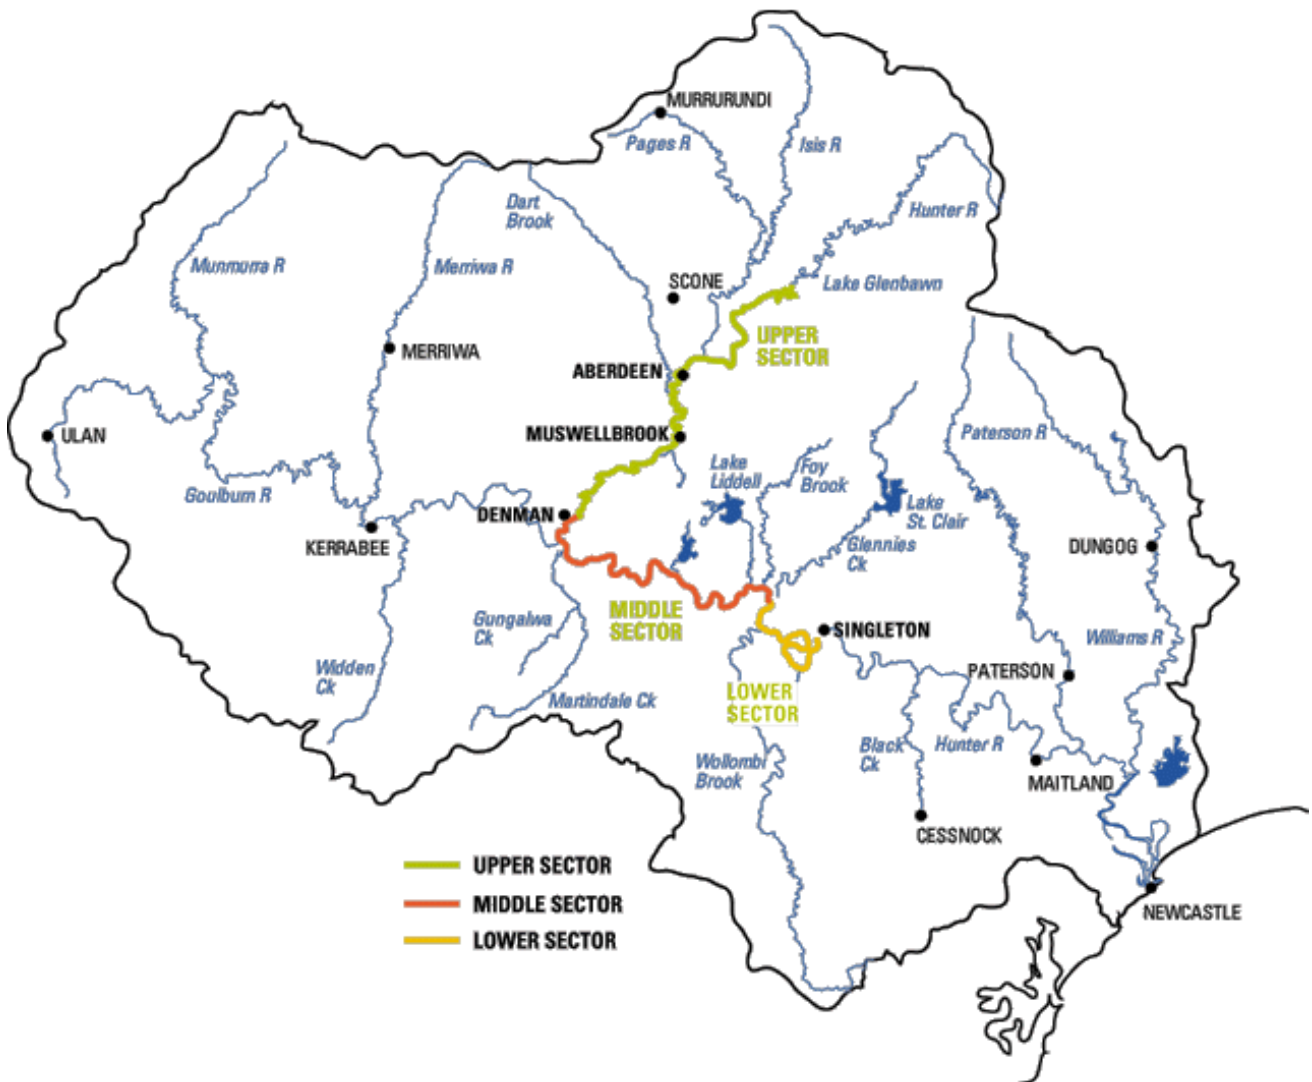 MURRURUNDI
Pages R
Isis R
Dart
Brook
Hunter R
Munmurra R
Merriwa R
SCONE
Lake Glenbawn
UPPER
SECTOR
MERRIWA
ABERDEEN
ULAN
MUSWELLBROOK
Paterson R
Goulburn R
Lake
Liddell
Foy
Brook
Lake
St. Clair
DENMAN
KERRABEE
Glennies
Ck
DUNGOG
MIDDLE
SECTOR
Gungalwa
Ck
SINGLETON
Williams R
Widden
Ck
Martindale Ck
LOWER
SECTOR
PATERSON
Wollombi
Brook
Black
Ck
Hunter R
MAITLAND
CESSNOCK
NEWCASTLE
UPPER SECTOR
MIDDLE SECTOR
LOWER SECTOR